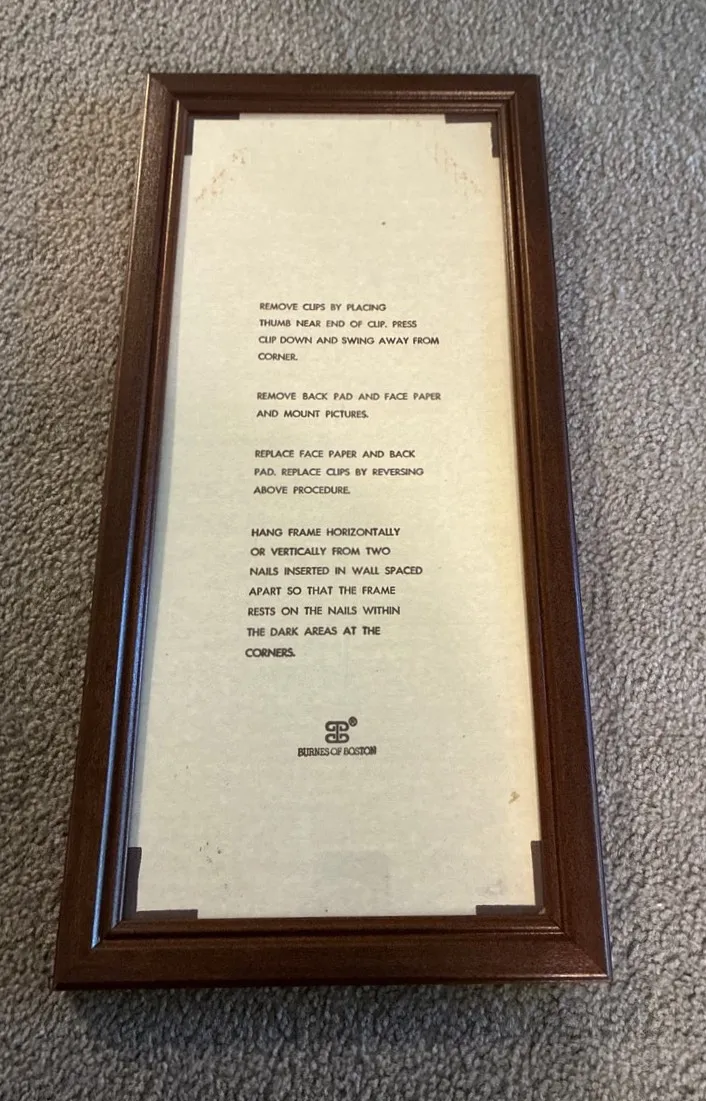 REMOVE CLIPS BY PLACING
THUMB NEAR END OF CLIP. PRESS
CLIP DOWN AND SWING AWAY FROM
CORNER.
REMOVE BACK PAD AND FACE PAPER
AND MOUNT PICTURES.
REPLACE FACE PAPER AND BACK
PAD. REPLACE CLIPS BY REVERSING
ABOVE PROCEDURE.
HANG FRAME HORIZONTALLY
OR VERTICALLY FROM TWO
NAILS INSERTED IN WALL SPACED
APART SO THAT THE FRAME
RESTS ON THE NAILS WITHIN
THE DARK AREAS AT THE
CORNERS.
®
BURNES OF BOSTON